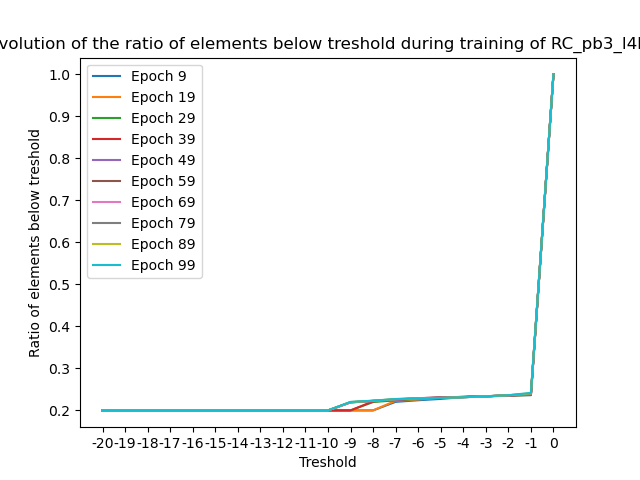 volution of the ratio of elements below treshold during training of RC_pb3_l4
1.0
0.9
0.8
0.7
0.6
0.5
0.4
0.3
0.2
Ratio of elements below treshold
Epoch 9
Epoch 19
Epoch 29
Epoch 39
Epoch 49
Epoch 59
Epoch 69
Epoch 79
Epoch 89
Epoch 99
-20 -19 -18 -17 -16 -15 -14 -13 -12 -11 -10 -9 -8 -7 -6 -5 -4 -3 -2 -1 0
Treshold